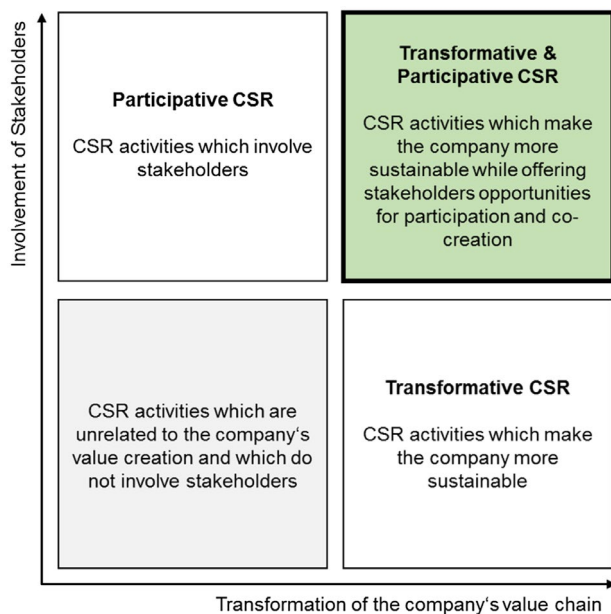 Involvement of Stakeholders
Participative CSR
CSR activities which involve
stakeholders
Transformative &
Participative CSR
CSR activities which make
the company more
sustainable while offering
stakeholders opportunities
for participation and co-
creation
CSR activities which are
unrelated to the company‘s
value creation and which do
not involve stakeholders
Transformative CSR
CSR activities which make
the company more
sustainable
Transformation of the company‘s value chain